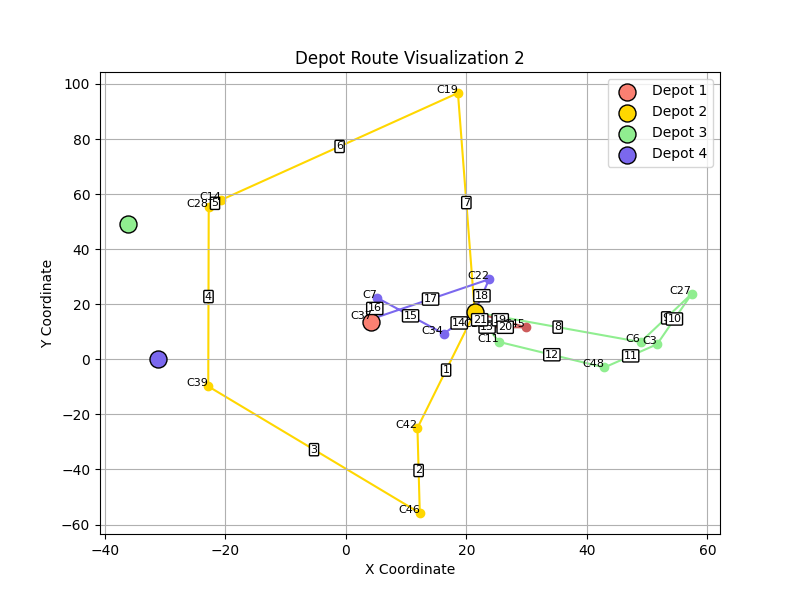 Depot Route Visualization 2
Depot 1
Depot 2
Depot 3
Depot 4
100
80
60
40
20
0
−20
−40
−60
−40
−20
0
20
40
60
Y Coordinate
X Coordinate
C19
6
C14
C28
5
7
4
C22
C27
C7
17
18
16
15
C37
14
C34
21
19
20
8
10
C6
C3
C11
12
11
C48
C39
1
C42
3
2
C46